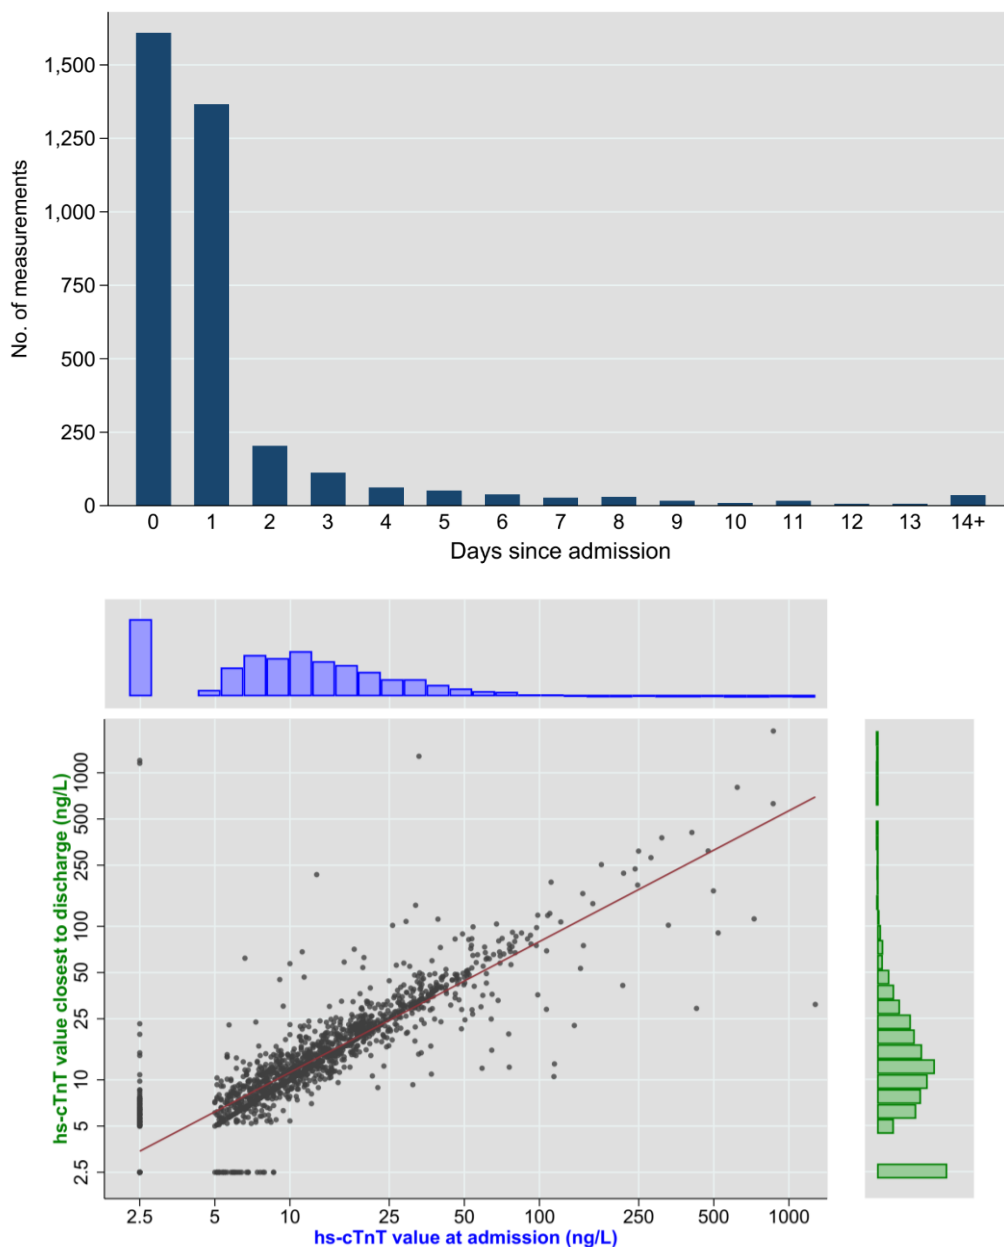 No. of measurements
1,500
1,250
1,000
750
500
250
0
0 1 2 3 4 5 6 7 8 9 10 11 12 13 14+
Days since admission
hs-cTnT value closest to discharge (ng/L)
1000
500
250
100
50
25
10
5
2.5
2.5 5 10 25 50 100 250 500 1000
hs-cTnT value at admission (ng/L)